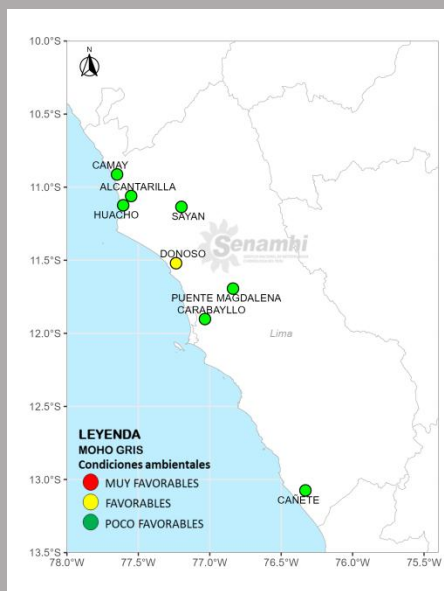 10.0°S
N
10.5°S
CAMAY
11.0°S
ALCANTARILLA
HUACHO
SAYAN
Senamhi
DONOSO
11.5°S
PUENTE MAGDALENA
CARABAYLLO
12.0°S
Lima
12.5°S
LEYENDA
MOHO GRIS
Condiciones ambientales
MUY FAVORABLES
FAVORABLES
POCO FAVORABLES
13.0°S
CAÑETE
13.5°S
78.0°W 77.5°W 77.0°W 76.5°W 76.0°W 75.5°W